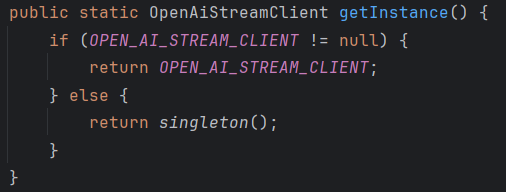 public static OpenAiStreamClient getInstance() {
    if (OPEN_AI_STREAM_CLIENT != null) {
        return OPEN_AI_STREAM_CLIENT;
    } else {
        return singleton();
    }
}